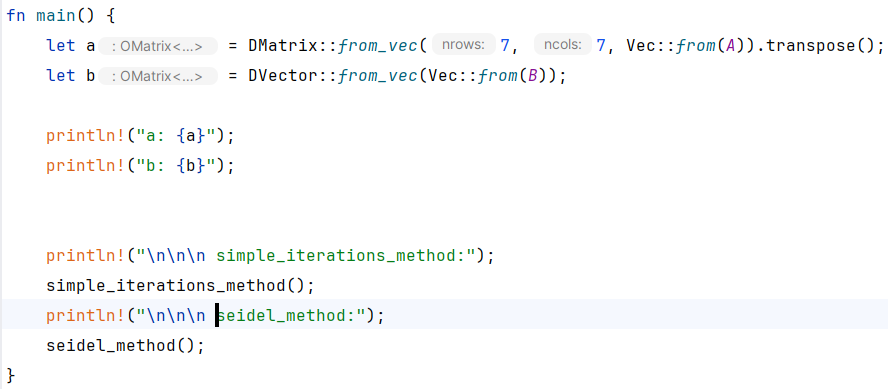 fn main() {
    let a : OMatrix<...> = DMatrix::from_vec( nrows: 7, ncols: 7, Vec::from(A)).transpose();
    let b : OMatrix<...> = DVector::from_vec(Vec::from(B));
    println!("a: {a}");
    println!("b: {b}");
    println!("\n\n\n simple_iterations_method:");
    simple_iterations_method();
    println!("\n\n\n seidel_method:");
    seidel_method();
}